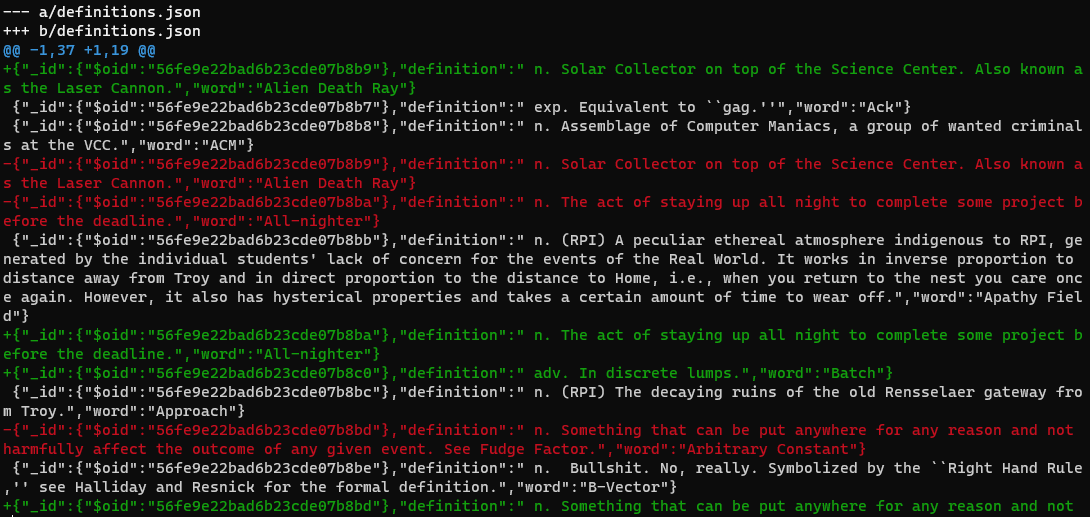 --- a/definitions.json
+++ b/definitions.json
@@ -1,37 +1,19 @@
+{"_id":{"$oid":"56fe9e22bad6b23cde07b8b9"},"definition":" n. Solar Collector on top of the Science Center. Also known a
s the Laser Cannon.","word":"Alien Death Ray"}
 {"_id":{"$oid":"56fe9e22bad6b23cde07b8b7"},"definition":" exp. Equivalent to ``gag.''","word":"Ack"}
 {"_id":{"$oid":"56fe9e22bad6b23cde07b8b8"},"definition":" n. Assemblage of Computer Maniacs, a group of wanted criminal
s at the VCC.","word":"ACM"}
-{"_id":{"$oid":"56fe9e22bad6b23cde07b8b9"},"definition":" n. Solar Collector on top of the Science Center. Also known a
s the Laser Cannon.","word":"Alien Death Ray"}
-{"_id":{"$oid":"56fe9e22bad6b23cde07b8ba"},"definition":" n. The act of staying up all night to complete some project b
efore the deadline.","word":"All-nighter"}
 {"_id":{"$oid":"56fe9e22bad6b23cde07b8bb"},"definition":" n. (RPI) A peculiar ethereal atmosphere indigenous to RPI, ge
nerated by the individual students' lack of concern for the events of the Real World. It works in inverse proportion to
distance away from Troy and in direct proportion to the distance to Home, i.e., when you return to the nest you care onc
e again. However, it also has hysterical properties and takes a certain amount of time to wear off.","word":"Apathy Fiel
d"}
+{"_id":{"$oid":"56fe9e22bad6b23cde07b8ba"},"definition":" n. The act of staying up all night to complete some project b
efore the deadline.","word":"All-nighter"}
+{"_id":{"$oid":"56fe9e22bad6b23cde07b8c0"},"definition":" adv. In discrete lumps.","word":"Batch"}
 {"_id":{"$oid":"56fe9e22bad6b23cde07b8bc"},"definition":" n. (RPI) The decaying ruins of the old Rensselaer gateway fro
m Troy.","word":"Approach"}
-{"_id":{"$oid":"56fe9e22bad6b23cde07b8bd"},"definition":" n. Something that can be put anywhere for any reason and not
harmfully affect the outcome of any given event. See Fudge Factor.","word":"Arbitrary Constant"}
 {"_id":{"$oid":"56fe9e22bad6b23cde07b8be"},"definition":" n.  Bullshit. No, really. Symbolized by the ``Right Hand Rule
,'' see Halliday and Resnick for the formal definition.","word":"B-Vector"}
+{"_id":{"$oid":"56fe9e22bad6b23cde07b8bd"},"definition":" n. Something that can be put anywhere for any reason and not